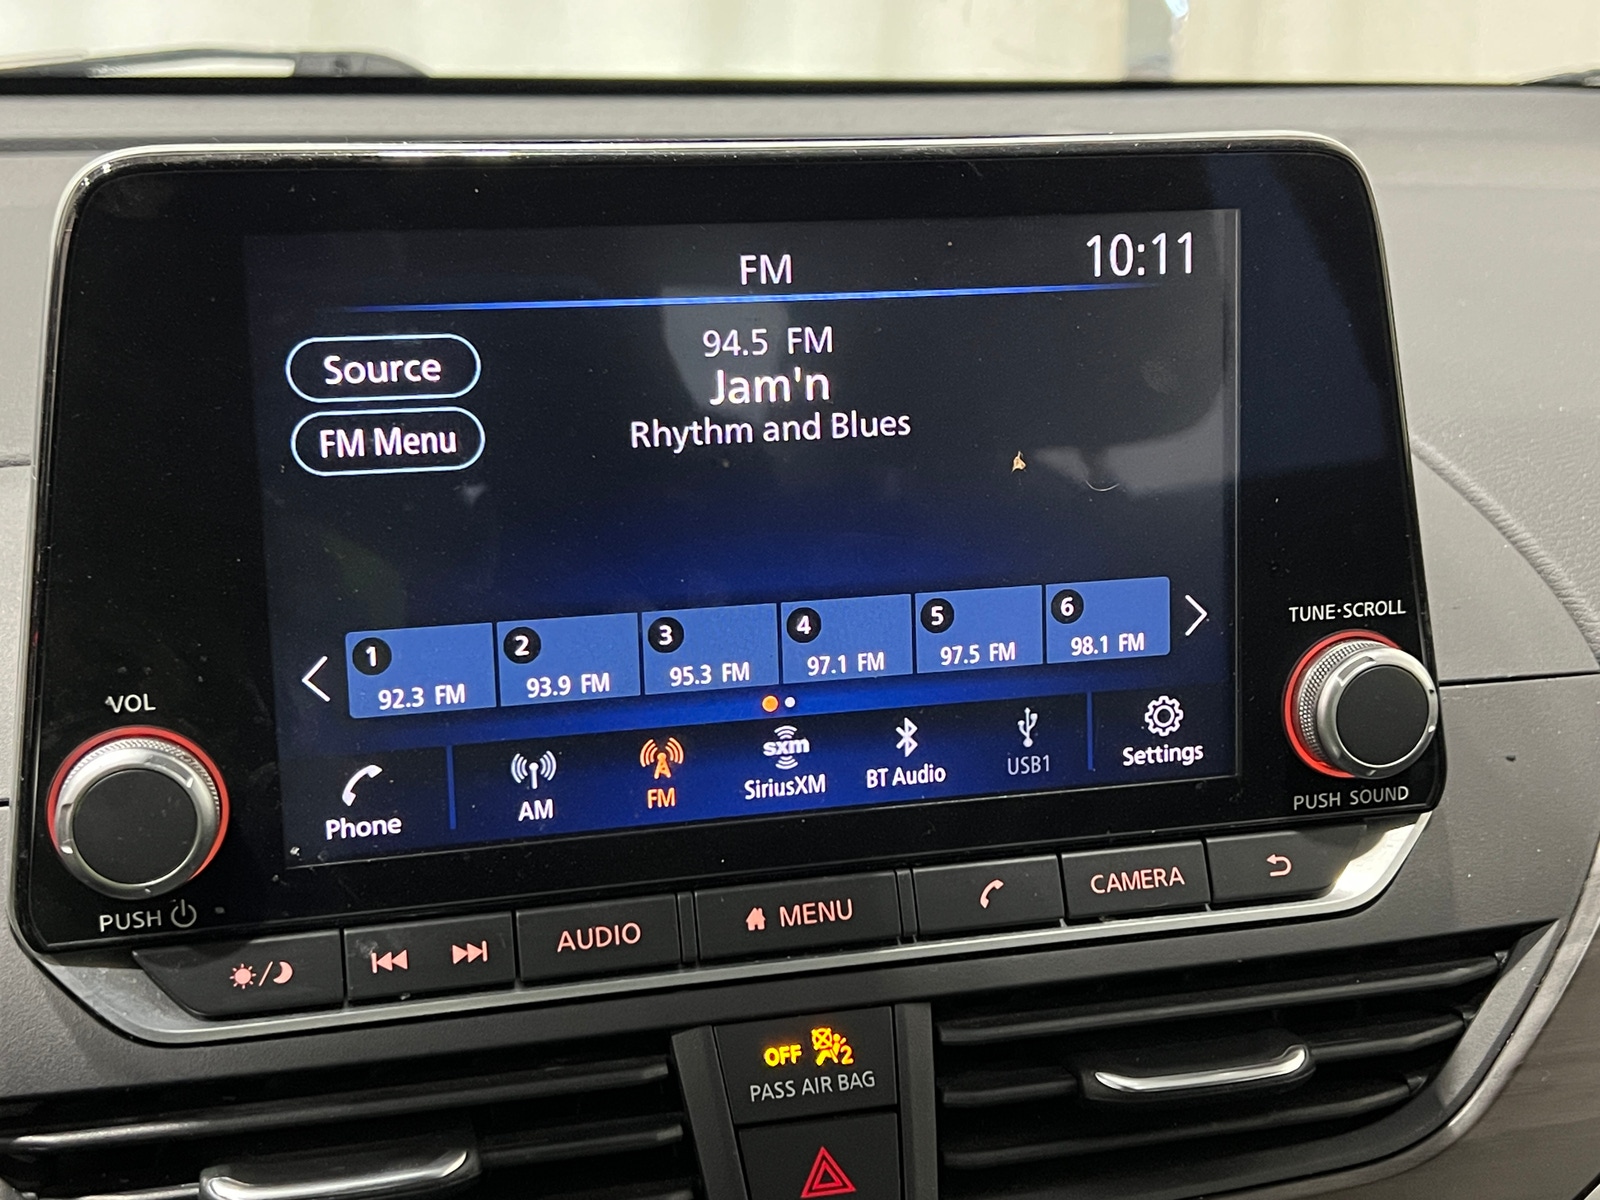 FM
10:11
Source
FM Menu
94.5 FM
Jam'n
Rhythm and Blues
1
92.3 FM
2
93.9 FM
3
95.3 FM
4
97.1 FM
5
97.5 FM
6
98.1 FM
Phone
AM
FM
sxm
SiriusXM
BT Audio
USB1
Settings
VOL
PUSH
TUNE·SCROLL
PUSH SOUND
AUDIO
MENU
CAMERA
OFF 2
PASS AIR BAG